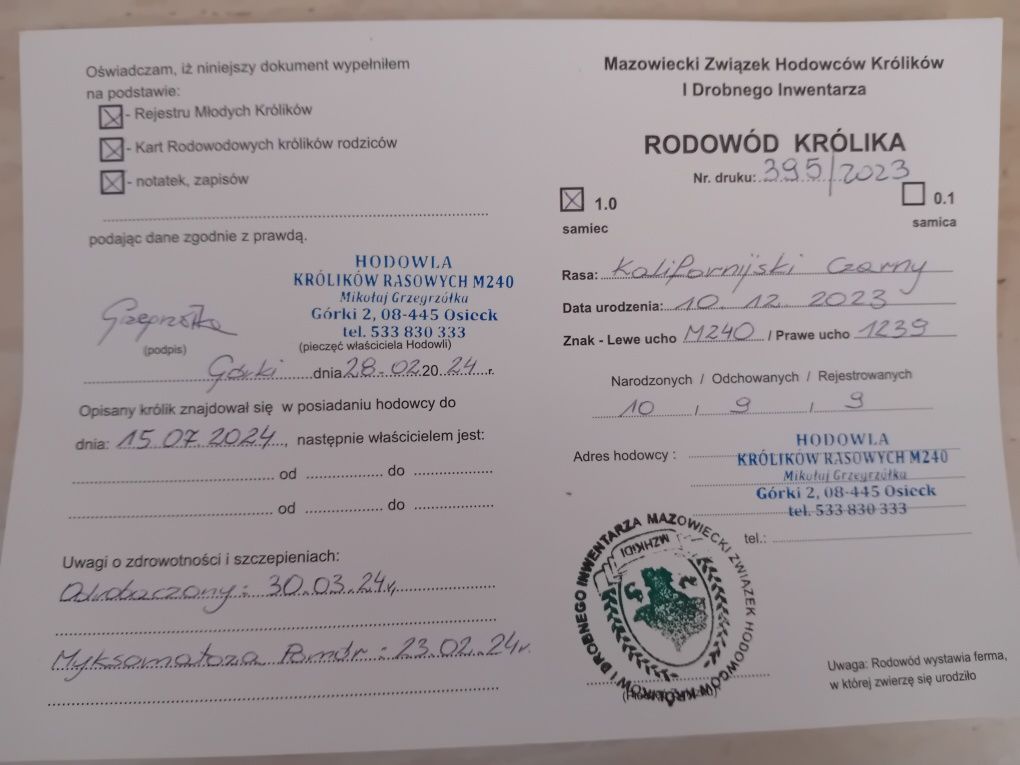 Oświadczam, iż niniejszy dokument wypełniłem
na podstawie:
- Rejestru Młodych Królików
- Kart Rodowodowych królików rodziców
- notatek, zapisów
podając dane zgodnie z prawdą.
HODOWLA
KRÓLIKÓW RASOWYCH M240
Mikołaj Grzegrzółka
Górki 2, 08-445 Osieck
tel. 533 830 333
(podpis)
(pieczęć właściciela Hodowli)
Górki dnia 28.02.20 24 r.
Opisany królik znajdował się w posiadaniu hodowcy do
dnia: 15.07.2024, następnie właścicielem jest:
od do
od do
Uwagi o zdrowotności i szczepieniach:
Odrobaczony: 30.03.24r,
Myksomatoza Pomór: 23.02.24r.
Mazowiecki Związek Hodowców Królików
I Drobnego Inwentarza
RODOWÓD KRÓLIKA
Nr. druku: 395/2023
1.0
0.1
samiec
samica
Rasa: Kalifornijski Czarny
Data urodzenia: 10.12.2023
Znak - Lewe ucho M240 / Prawe ucho 1239
Narodzonych / Odchowanych / Rejestrowanych
10 / 9 / 9
Adres hodowcy :
HODOWLA
KRÓLIKÓW RASOWYCH M240
Mikołaj Grzegrzółka
Górki 2, 08-445 Osieck
tel. 533 830 333
tel.:
MAZOWIECKI ZWIĄZEK HODOWCÓW KRÓLIKÓW I DROBNEGO INWENTARZA
MZHKIDI
Uwaga: Rodowód wystawia ferma,
w której zwierzę się urodziło